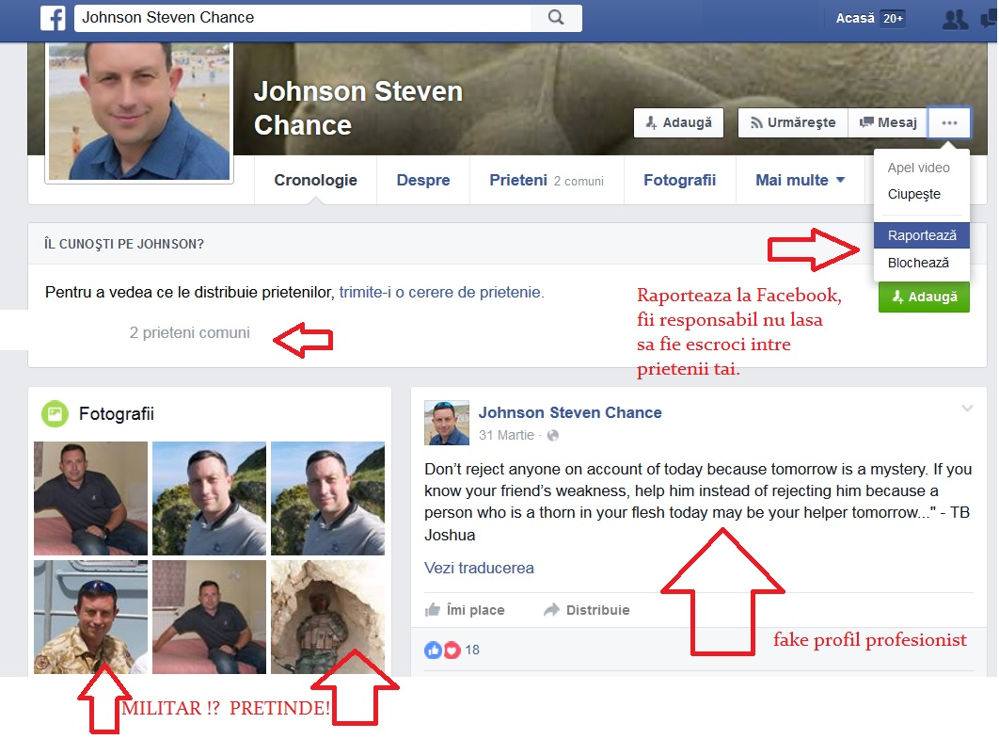 f
Johnson Steven Chance
Acasă 20+
Johnson Steven
Chance
Adaugă
Urmăreşte
Mesaj
Cronologie
Despre
Prieteni 2 comuni
Fotografii
Mai multe
Apel video
Ciupeşte
Raportează
Blochează
ÎL CUNOŞTI PE JOHNSON?
Pentru a vedea ce le distribuie prietenilor, trimite-i o cerere de prietenie.
Adaugă
2 prieteni comuni
Raporteaza la Facebook,
fii responsabil nu lasa
sa fie escroci intre
prietenii tai.
Fotografii
Johnson Steven Chance
31 Martie ·
Don’t reject anyone on account of today because tomorrow is a mystery. If you
know your friend’s weakness, help him instead of rejecting him because a
person who is a thorn in your flesh today may be your helper tomorrow..." - TB
Joshua
Vezi traducerea
Îmi place
Distribuie
18
fake profil profesionist
MILITAR !? PRETINDE!